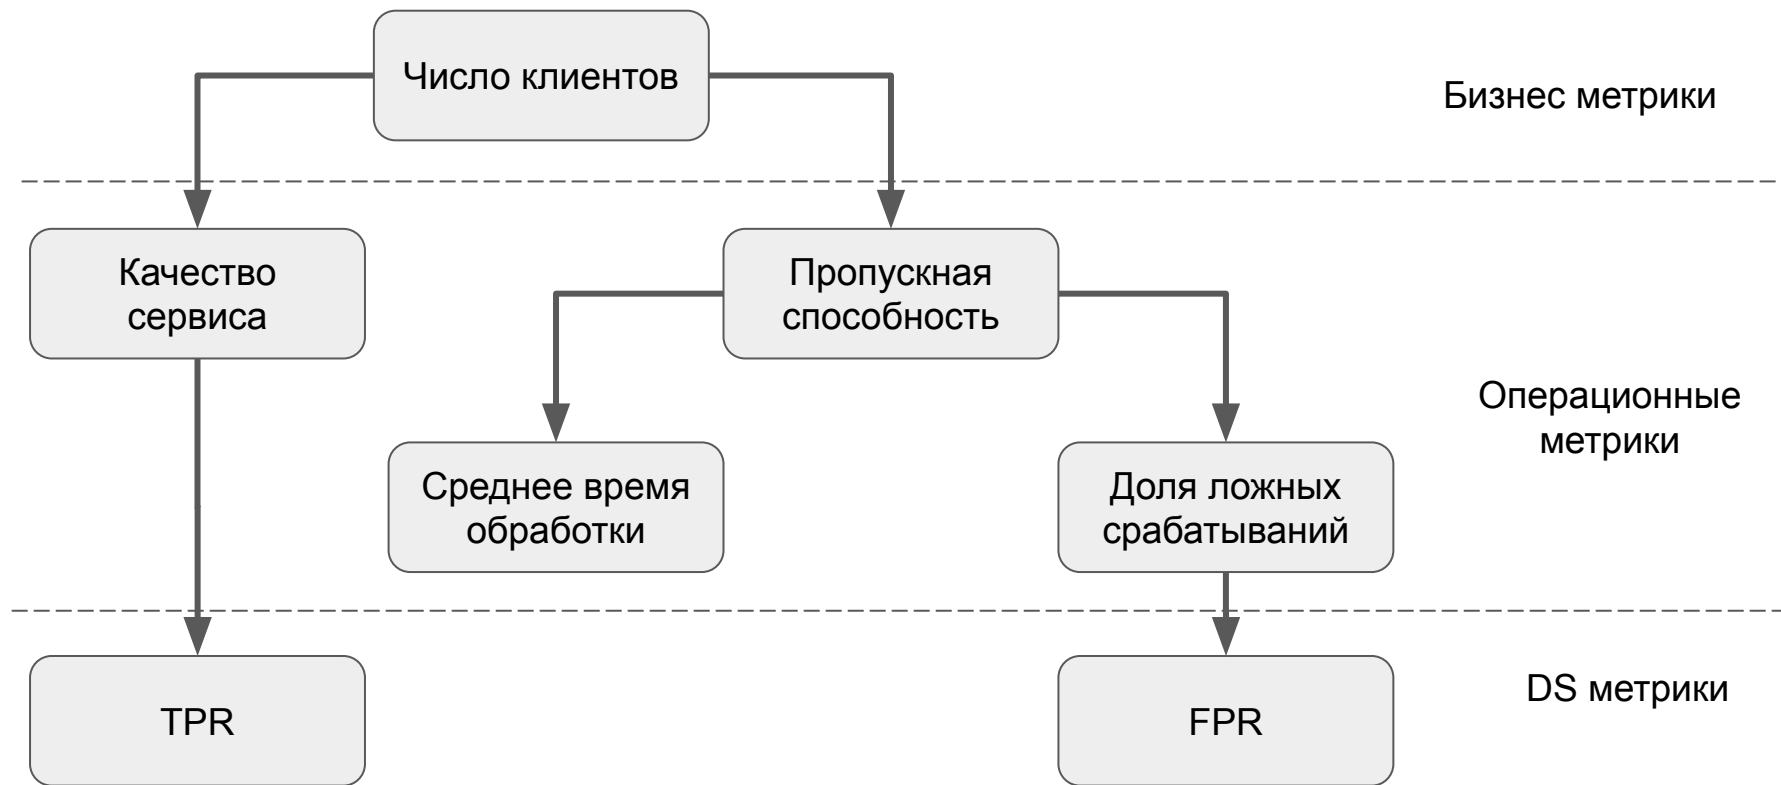 Число клиентов
Бизнес метрики
Качество
сервиса
Пропускная
способность
Операционные
метрики
Среднее время
обработки
Доля ложных
срабатываний
TPR
FPR
DS метрики